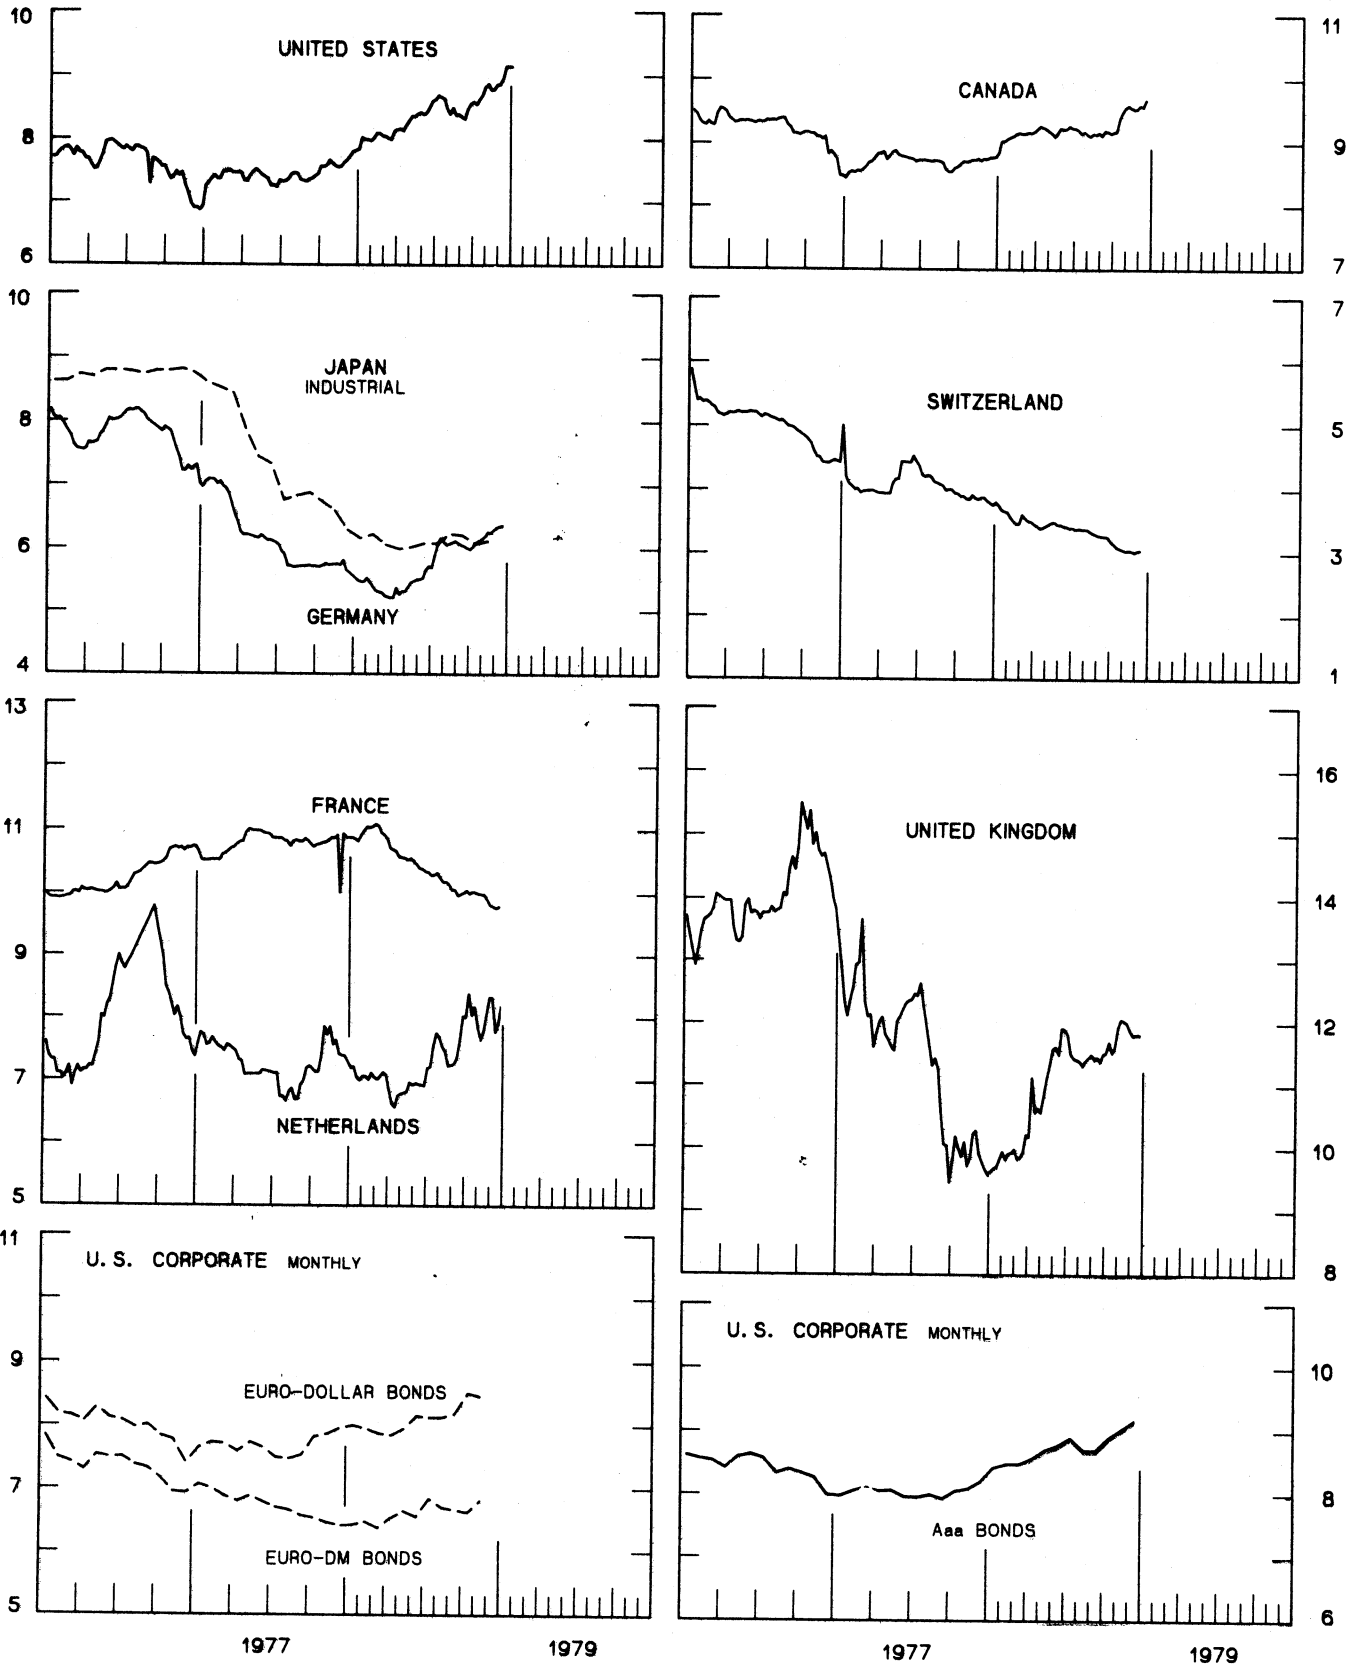 10
UNITED STATES
8
6
11
CANADA
9
7
10
JAPAN
INDUSTRIAL
8
6
GERMANY
4
7
SWITZERLAND
5
3
1
13
FRANCE
11
9
7
NETHERLANDS
5
16
UNITED KINGDOM
14
12
10
8
11
U.S. CORPORATE MONTHLY
9
EURO-DOLLAR BONDS
7
EURO-DM BONDS
5
1977 1979
U.S. CORPORATE MONTHLY
10
8
Aaa BONDS
6
1977 1979